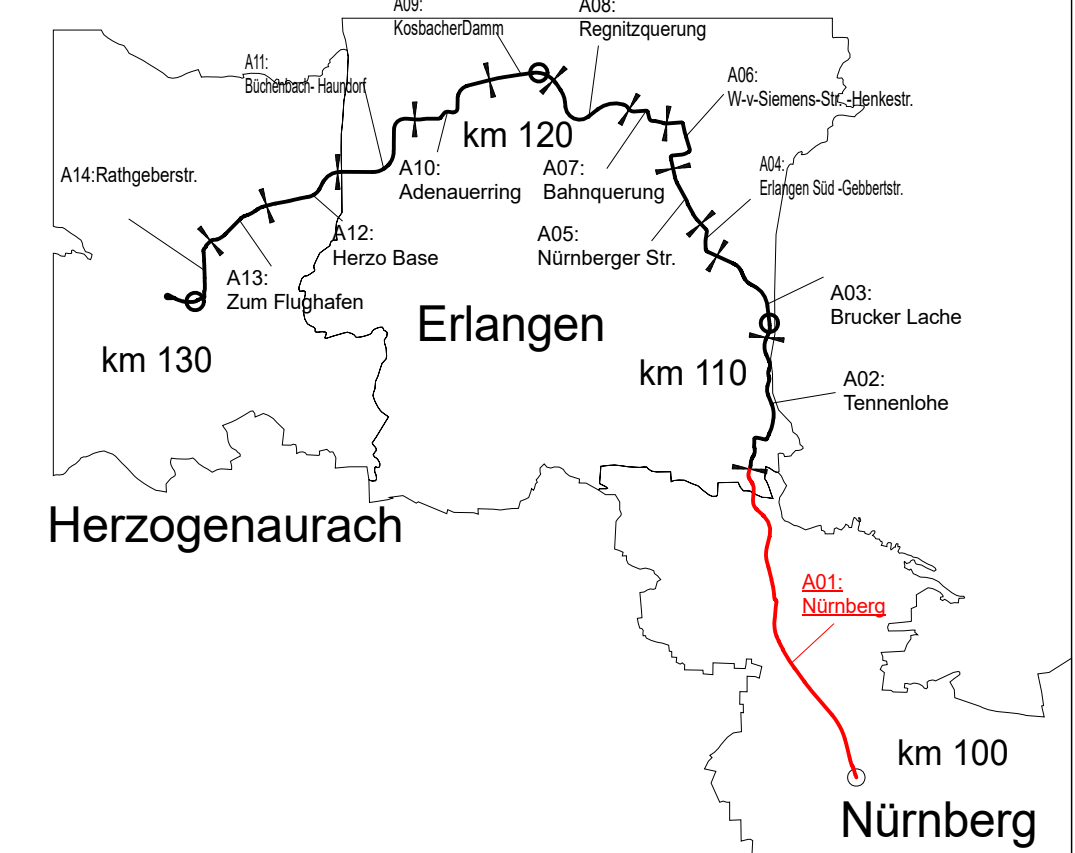 A09:
KosbacherDamm
A08:
Regnitzquerung
A11:
Büchenbach- Haundorf
A06:
W-v-Siemens-Str. -Henkestr.
km 120
A14:Rathgeberstr.
A10:
Adenauerring
A07:
Bahnquerung
A04:
Erlangen Süd -Gebbertstr.
A12:
Herzo Base
A05:
Nürnberger Str.
A13:
Zum Flughafen
A03:
Brucker Lache
Erlangen
km 130
km 110
A02:
Tennenlohe
Herzogenaurach
A01:
Nürnberg
km 100
Nürnberg